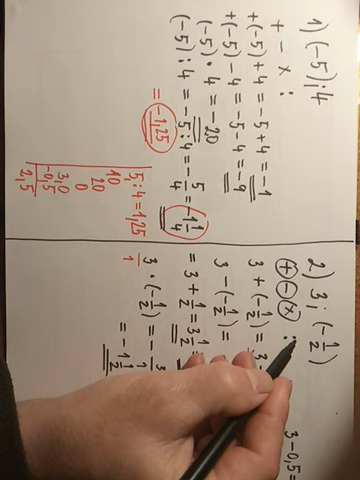 1) (-5) ; 4
+ - x :
+(-5) + 4 = -5 + 4 = -1
+(-5) - 4 = -5 - 4 = -9
(-5) · 4 = -20
(-5) : 4 = -5 : 4 = -5/4 = -1 1/4
= -1,25
5 : 4 = 1,25
10
20
0
3,0
-0,5
2,5
2) 3 ; (-1/2)
+ - x :
3 - 0,5 =
3 + (-1/2) = 3 -
3 - (-1/2) =
= 3 + 1/2 = 3 1/2 =
3/1 · (-1/2) = -3
= -1 1/2